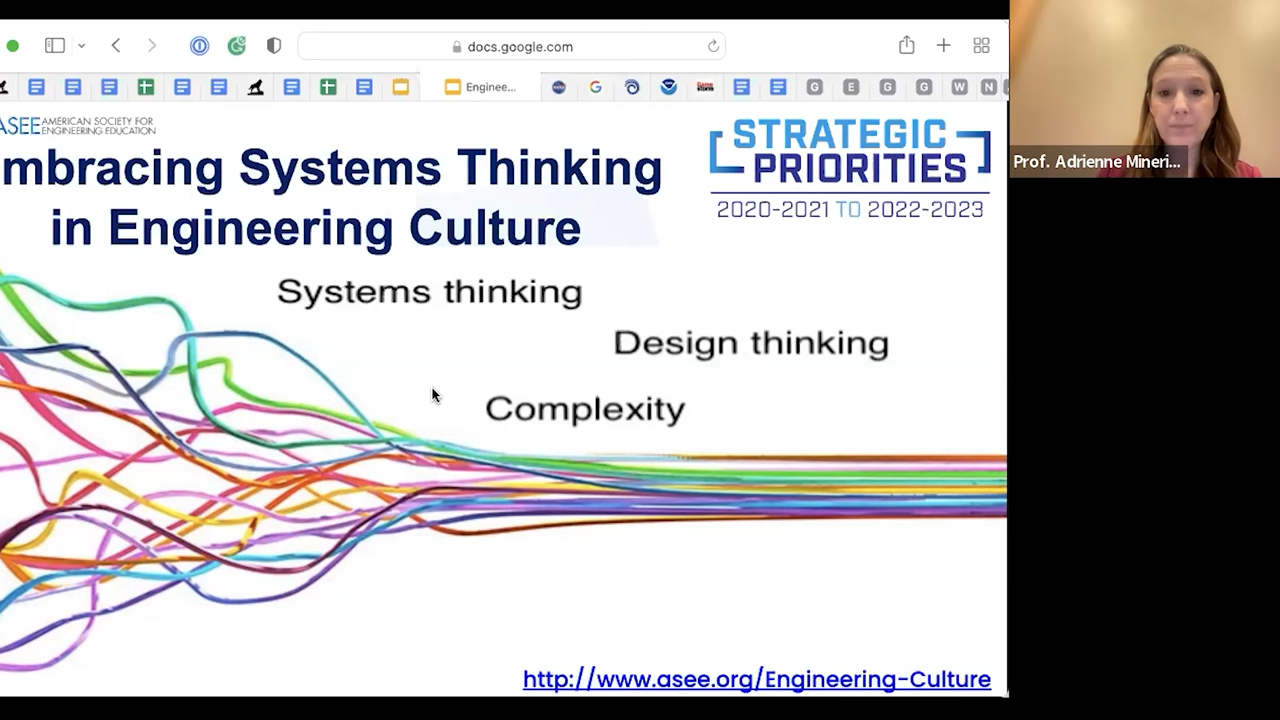 docs.google.com
Enginee...
G
E
G
G
W
N
ASEE AMERICAN SOCIETY FOR
ENGINEERING EDUCATION
STRATEGIC
PRIORITIES
2020-2021 TO 2022-2023
mbracing Systems Thinking
in Engineering Culture
Systems thinking
Design thinking
Complexity
http://www.asee.org/Engineering-Culture
Prof. Adrienne Mineri...